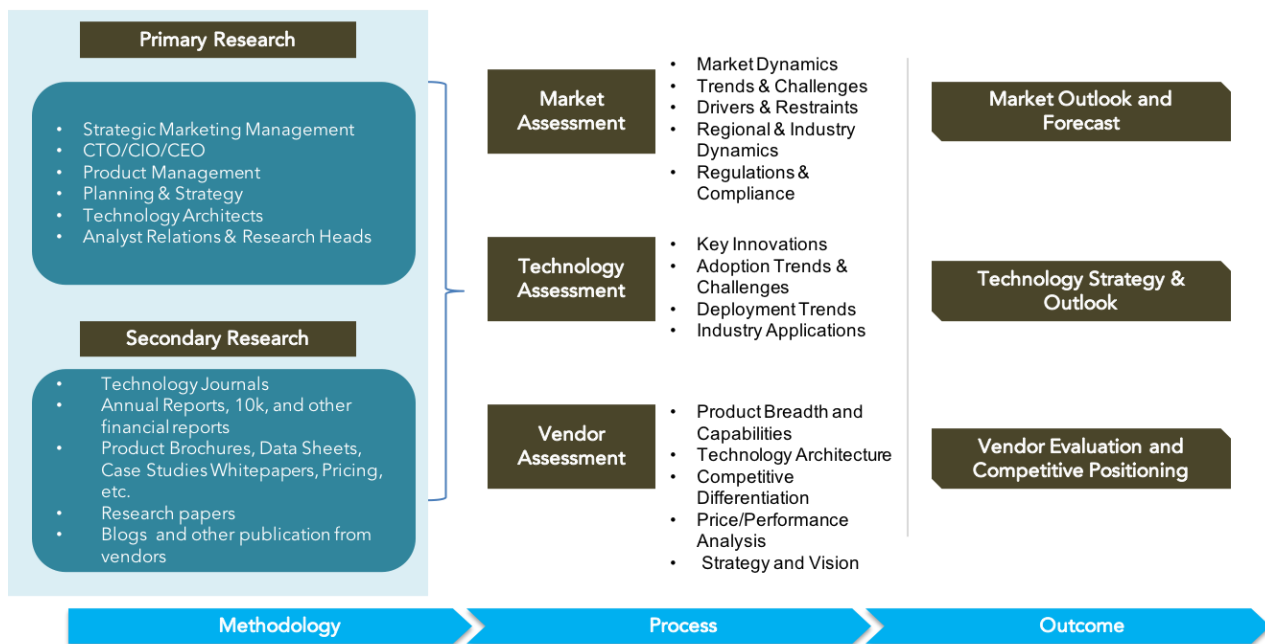 Primary Research
• Strategic Marketing Management
• CTO/CIO/CEO
• Product Management
• Planning & Strategy
• Technology Architects
• Analyst Relations & Research Heads
Secondary Research
• Technology Journals
• Annual Reports, 10k, and other
financial reports
• Product Brochures, Data Sheets,
Case Studies Whitepapers, Pricing,
etc.
• Research papers
• Blogs and other publication from
vendors
Market
Assessment
• Market Dynamics
• Trends & Challenges
• Drivers & Restraints
• Regional & Industry
Dynamics
• Regulations &
Compliance
Market Outlook and
Forecast
Technology
Assessment
• Key Innovations
• Adoption Trends &
Challenges
• Deployment Trends
• Industry Applications
Technology Strategy &
Outlook
Vendor
Assessment
• Product Breadth and
Capabilities
• Technology Architecture
• Competitive
Differentiation
• Price/Performance
Analysis
• Strategy and Vision
Vendor Evaluation and
Competitive Positioning
Methodology
Process
Outcome